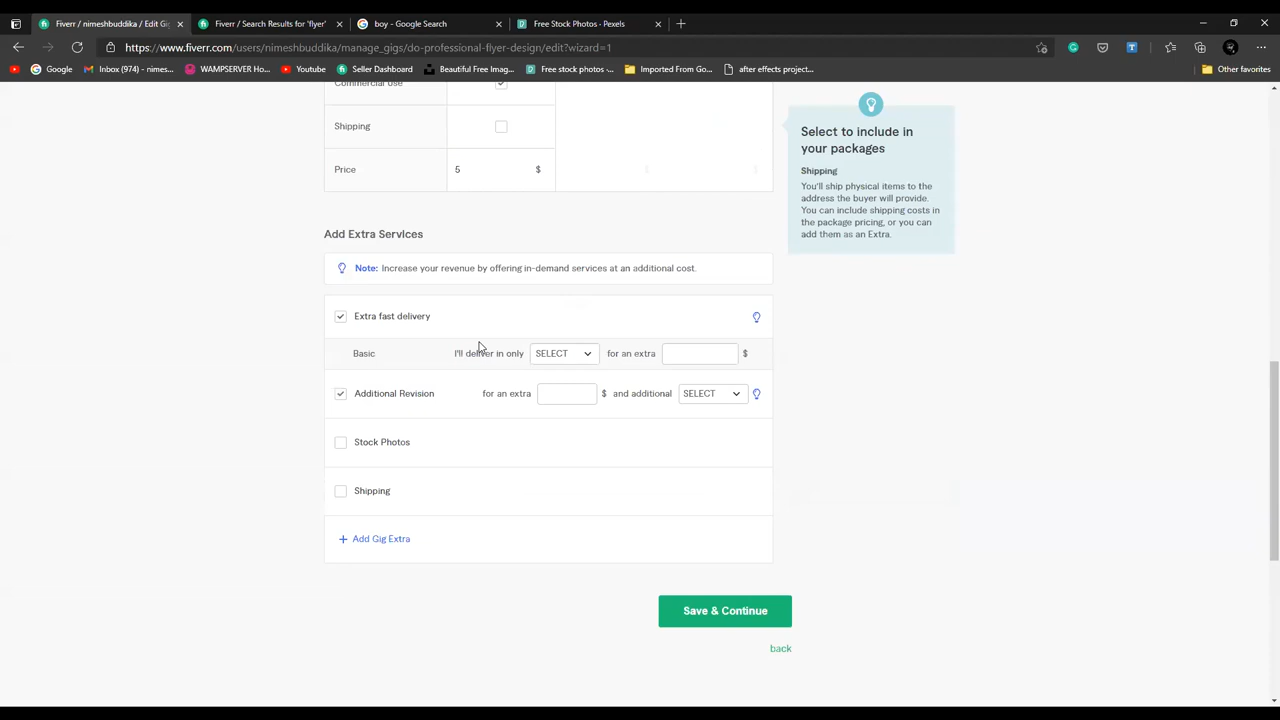 Fiverr / nimeshbuddika / Edit Gig
Fiverr / Search Results for 'flyer'
boy - Google Search
Free Stock Photos - Pexels
https://www.fiverr.com/users/nimeshbuddika/manage_gigs/do-professional-flyer-design/edit?wizard=1
Google
Inbox (974) - nimes...
WAMPSERVER Ho...
Youtube
Seller Dashboard
Beautiful Free Imag...
Free stock photos ·...
Imported From Go...
after effects project...
Other favorites
Commercial Use
Shipping
Price 5 $
Select to include in
your packages
Shipping
You'll ship physical items to the
address the buyer will provide.
You can include shipping costs in
the package pricing, or you can
add them as an Extra.
Add Extra Services
Note: Increase your revenue by offering in-demand services at an additional cost.
Extra fast delivery
Basic I'll deliver in only SELECT for an extra $
Additional Revision for an extra $ and additional SELECT
Stock Photos
Shipping
+ Add Gig Extra
Save & Continue
back